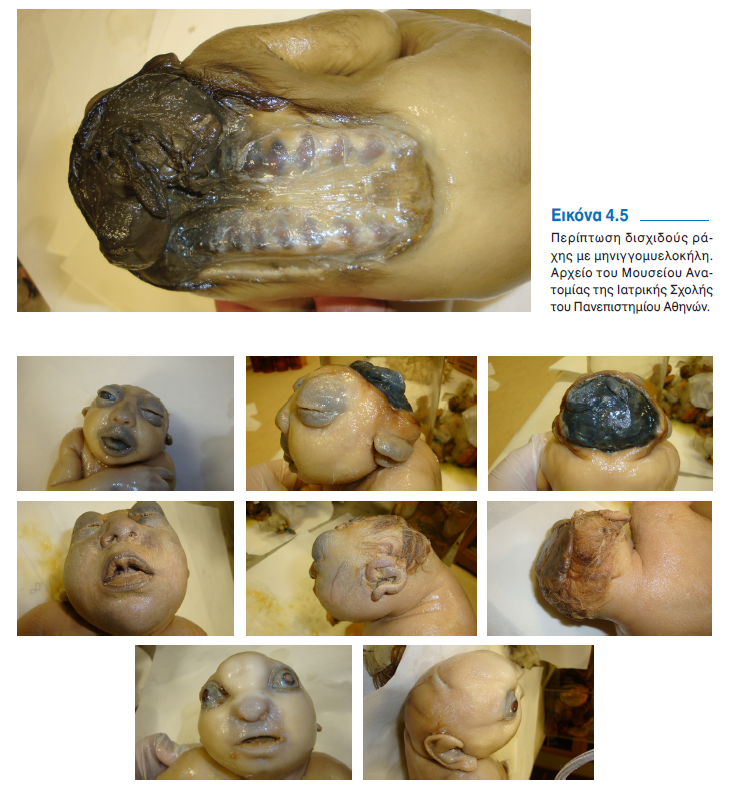 Εικόνα 4.5
Περίπτωση δισχιδούς ρά-
χης με μηνιγγομυελοκήλη.
Αρχείο του Μουσείου Ανα-
τομίας της Ιατρικής Σχολής
του Πανεπιστημίου Αθηνών.